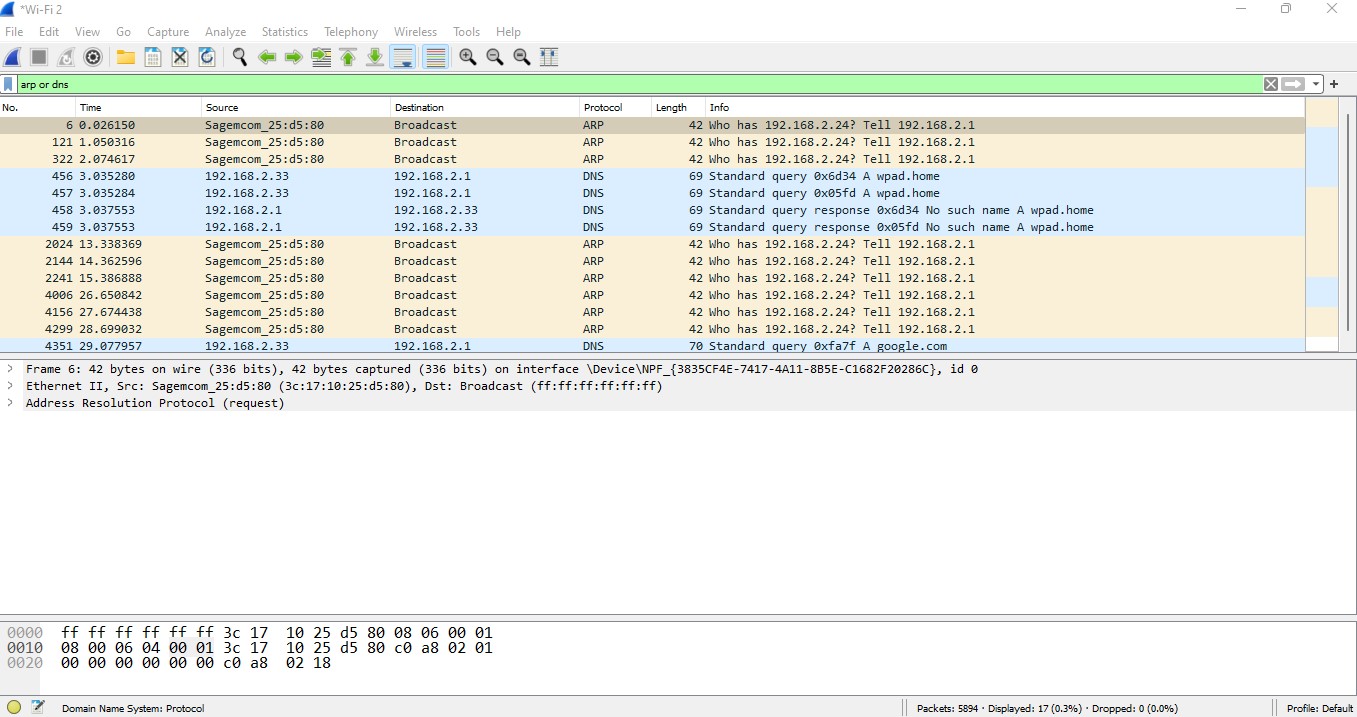 *Wi-Fi 2
File Edit View Go Capture Analyze Statistics Telephony Wireless Tools Help
arp or dns
No. Time Source Destination Protocol Length Info
6 0.026150 Sagemcom_25:d5:80 Broadcast ARP 42 Who has 192.168.2.24? Tell 192.168.2.1
121 1.050316 Sagemcom_25:d5:80 Broadcast ARP 42 Who has 192.168.2.24? Tell 192.168.2.1
322 2.074617 Sagemcom_25:d5:80 Broadcast ARP 42 Who has 192.168.2.24? Tell 192.168.2.1
456 3.035280 192.168.2.33 192.168.2.1 DNS 69 Standard query 0x6d34 A wpad.home
457 3.035284 192.168.2.33 192.168.2.1 DNS 69 Standard query 0x05fd A wpad.home
458 3.037553 192.168.2.1 192.168.2.33 DNS 69 Standard query response 0x6d34 No such name A wpad.home
459 3.037553 192.168.2.1 192.168.2.33 DNS 69 Standard query response 0x05fd No such name A wpad.home
2024 13.338369 Sagemcom_25:d5:80 Broadcast ARP 42 Who has 192.168.2.24? Tell 192.168.2.1
2144 14.362596 Sagemcom_25:d5:80 Broadcast ARP 42 Who has 192.168.2.24? Tell 192.168.2.1
2241 15.386888 Sagemcom_25:d5:80 Broadcast ARP 42 Who has 192.168.2.24? Tell 192.168.2.1
4006 26.650842 Sagemcom_25:d5:80 Broadcast ARP 42 Who has 192.168.2.24? Tell 192.168.2.1
4156 27.674438 Sagemcom_25:d5:80 Broadcast ARP 42 Who has 192.168.2.24? Tell 192.168.2.1
4299 28.699032 Sagemcom_25:d5:80 Broadcast ARP 42 Who has 192.168.2.24? Tell 192.168.2.1
4351 29.077957 192.168.2.33 192.168.2.1 DNS 70 Standard query 0xfa7f A google.com
Frame 6: 42 bytes on wire (336 bits), 42 bytes captured (336 bits) on interface \Device\NPF_{3835CF4E-7417-4A11-8B5E-C1682F20286C}, id 0
Ethernet II, Src: Sagemcom_25:d5:80 (3c:17:10:25:d5:80), Dst: Broadcast (ff:ff:ff:ff:ff:ff)
Address Resolution Protocol (request)
0000 ff ff ff ff ff ff 3c 17 10 25 d5 80 08 06 00 01
0010 08 00 06 04 00 01 3c 17 10 25 d5 80 c0 a8 02 01
0020 00 00 00 00 00 00 c0 a8 02 18
Domain Name System: Protocol Packets: 5894 · Displayed: 17 (0.3%) · Dropped: 0 (0.0%) Profile: Default